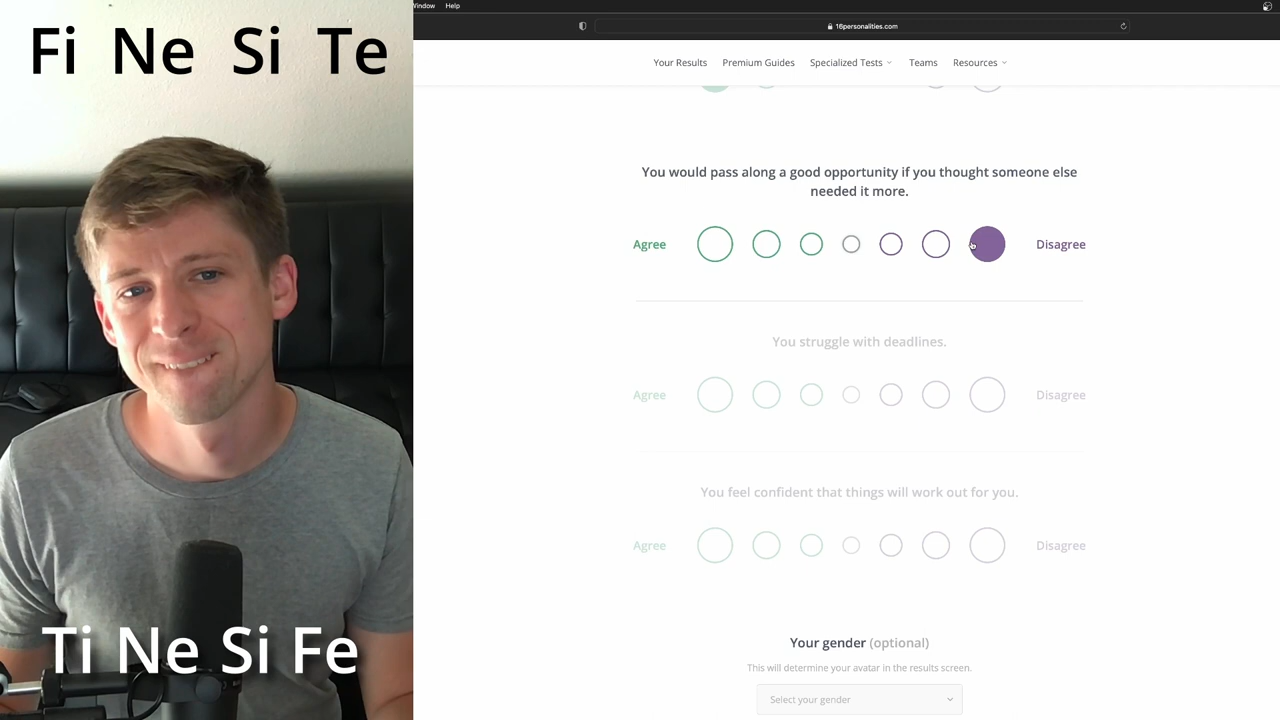 Fi Ne Si Te
Ti Ne Si Fe
Window Help
16personalities.com
Your Results Premium Guides Specialized Tests Teams Resources
You would pass along a good opportunity if you thought someone else
needed it more.
Agree Disagree
You struggle with deadlines.
Agree Disagree
You feel confident that things will work out for you.
Agree Disagree
Your gender (optional)
This will determine your avatar in the results screen.
Select your gender